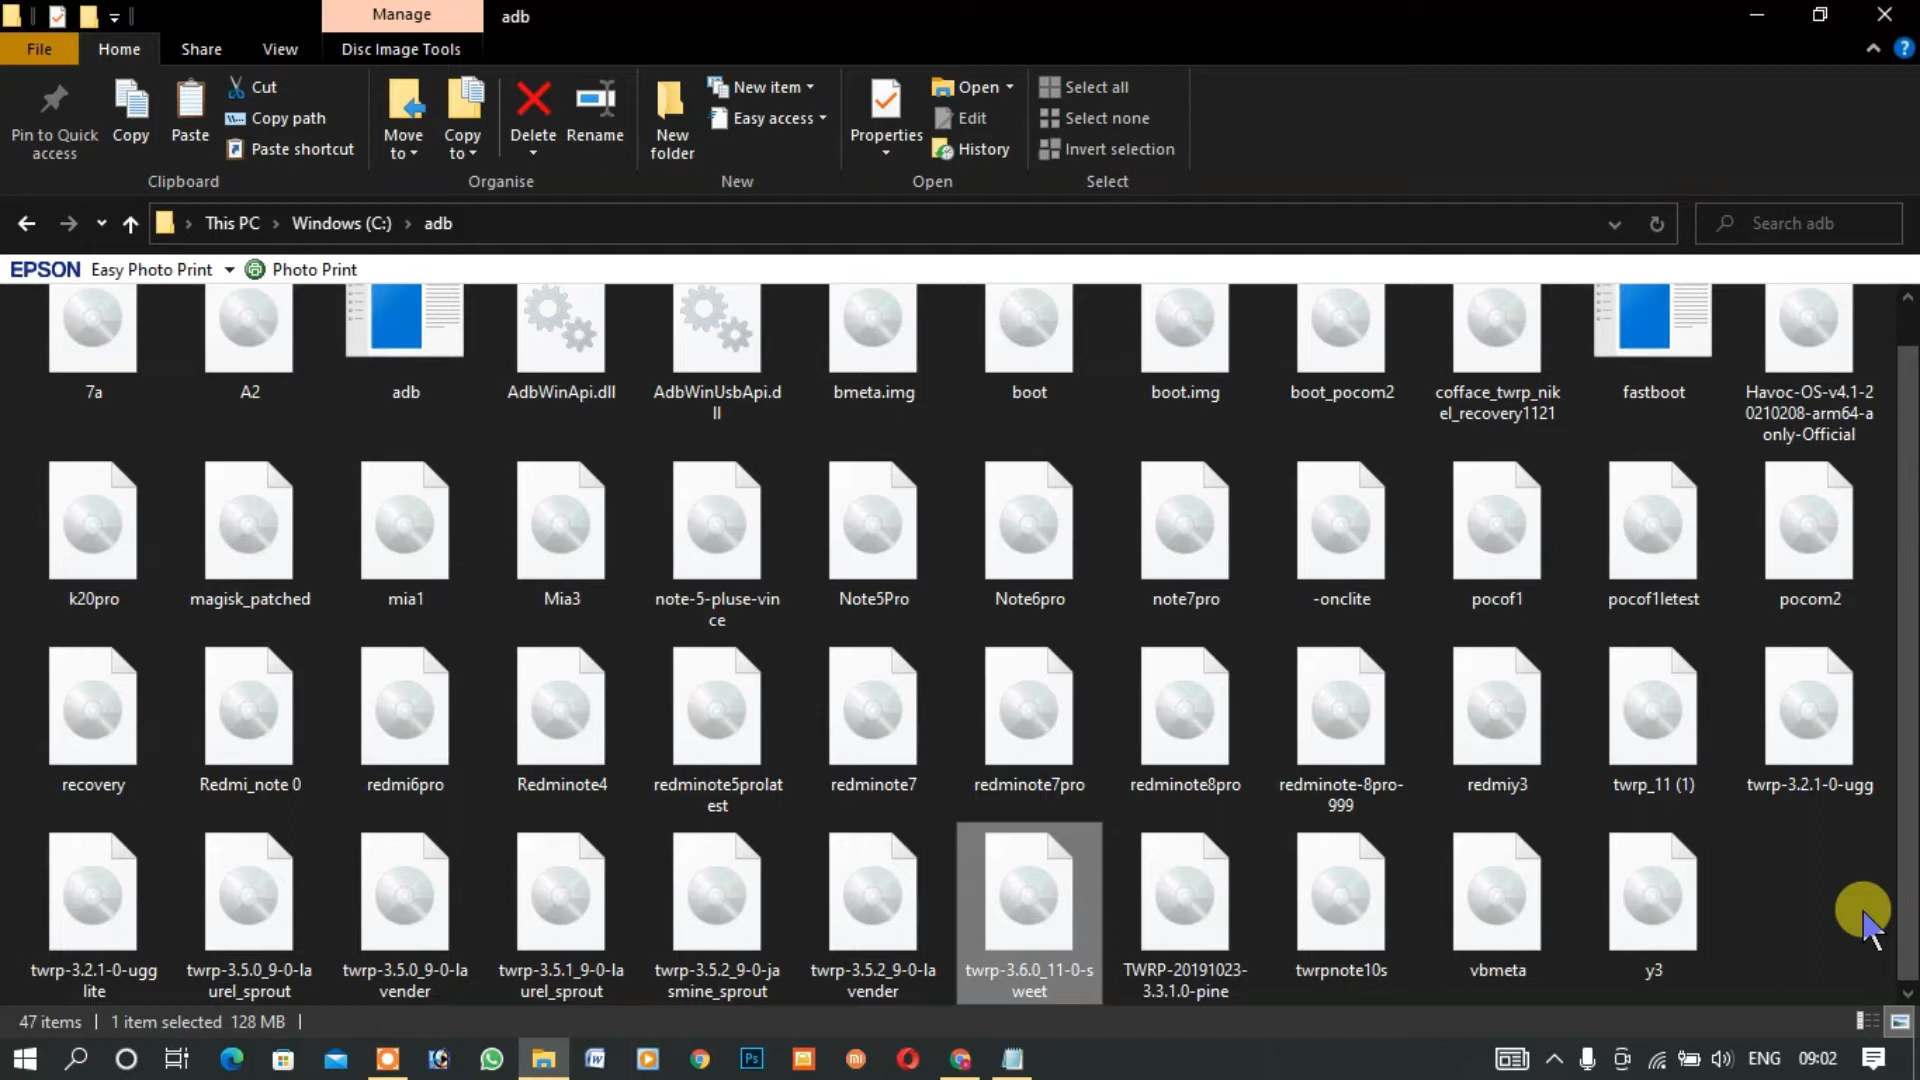 Manage
adb
File
Home
Share
View
Disc Image Tools
Pin to Quick
access
Copy
Paste
Cut
Copy path
Paste shortcut
Clipboard
Move
to
Copy
to
Delete
Rename
Organise
New
folder
New item
Easy access
New
Properties
Open
Edit
History
Open
Select all
Select none
Invert selection
Select
This PC
Windows (C:)
adb
Search adb
EPSON Easy Photo Print
Photo Print
7a
A2
adb
AdbWinApi.dll
AdbWinUsbApi.d
ll
bmeta.img
boot
boot.img
boot_pocom2
cofface_twrp_nik
el_recovery1121
fastboot
Havoc-OS-v4.1-2
0210208-arm64-a
only-Official
k20pro
magisk_patched
mia1
Mia3
note-5-pluse-vin
ce
Note5Pro
Note6pro
note7pro
-onclite
pocof1
pocof1letest
pocom2
recovery
Redmi_note 0
redmi6pro
Redminote4
redminote5prolat
est
redminote7
redminote7pro
redminote8pro
redminote-8pro-
999
redmiy3
twrp_11 (1)
twrp-3.2.1-0-ugg
twrp-3.2.1-0-ugg
lite
twrp-3.5.0_9-0-la
urel_sprout
twrp-3.5.0_9-0-la
vender
twrp-3.5.1_9-0-la
urel_sprout
twrp-3.5.2_9-0-ja
smine_sprout
twrp-3.5.2_9-0-la
vender
twrp-3.6.0_11-0-s
weet
TWRP-20191023-
3.3.1.0-pine
twrpnote10s
vbmeta
y3
47 items
1 item selected 128 MB
Ps
ENG
09:02